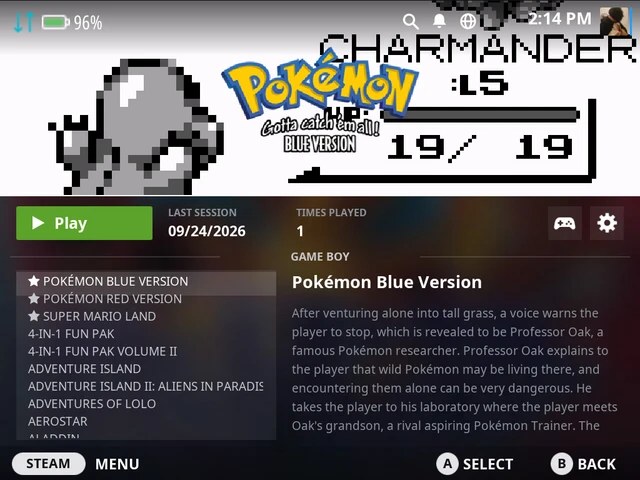 96%
2:14 PM
CHARMANDER
:L5
POKéMON
Gotta catch 'em all!
BLUE VERSION
HP:
19/ 19
Play
LAST SESSION
09/24/2026
TIMES PLAYED
1
GAME BOY
POKÉMON BLUE VERSION
POKÉMON RED VERSION
SUPER MARIO LAND
4-IN-1 FUN PAK
4-IN-1 FUN PAK VOLUME II
ADVENTURE ISLAND
ADVENTURE ISLAND II: ALIENS IN PARADIS
ADVENTURES OF LOLO
AEROSTAR
ALADDIN
Pokémon Blue Version
After venturing alone into tall grass, a voice warns the
player to stop, which is revealed to be Professor Oak, a
famous Pokémon researcher. Professor Oak explains to
the player that wild Pokémon may be living there, and
encountering them alone can be very dangerous. He
takes the player to his laboratory where the player meets
Oak's grandson, a rival aspiring Pokémon Trainer. The
STEAM MENU
A SELECT
B BACK